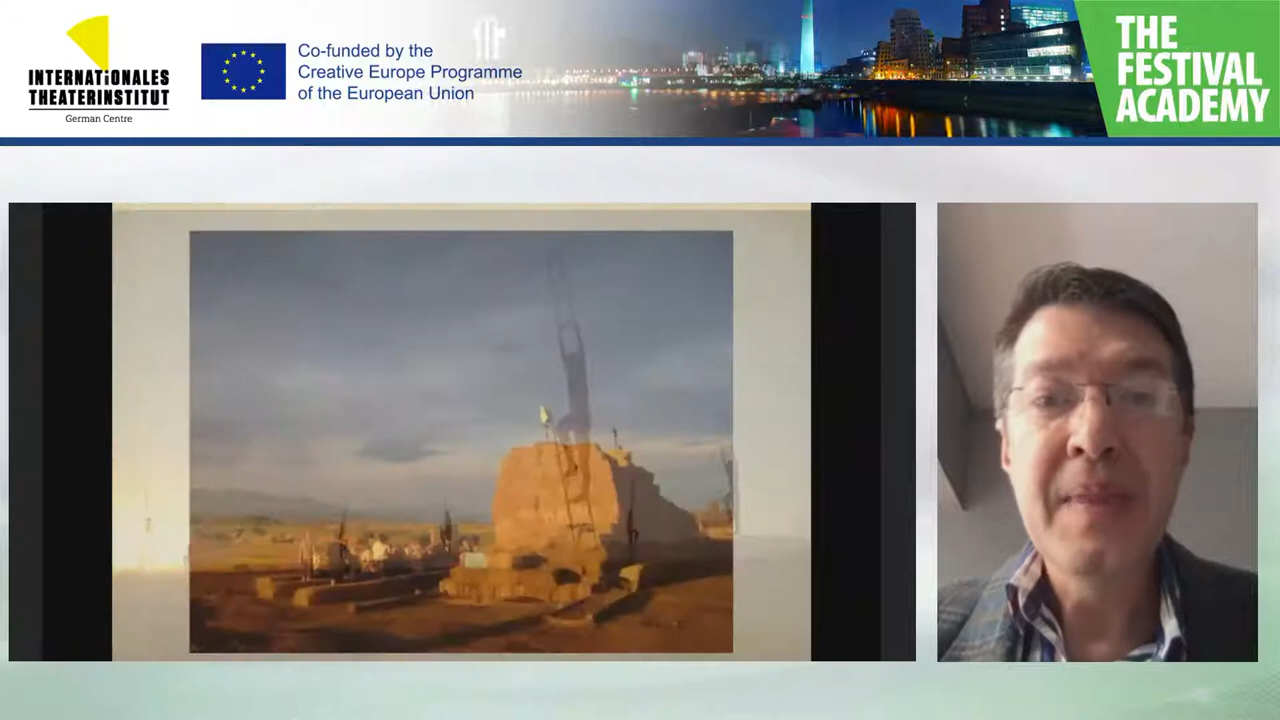 INTERNATiONALES
THEATERINSTITUT
German Centre
Co-funded by the
Creative Europe Programme
of the European Union
THE
FESTIVAL
ACADEMY